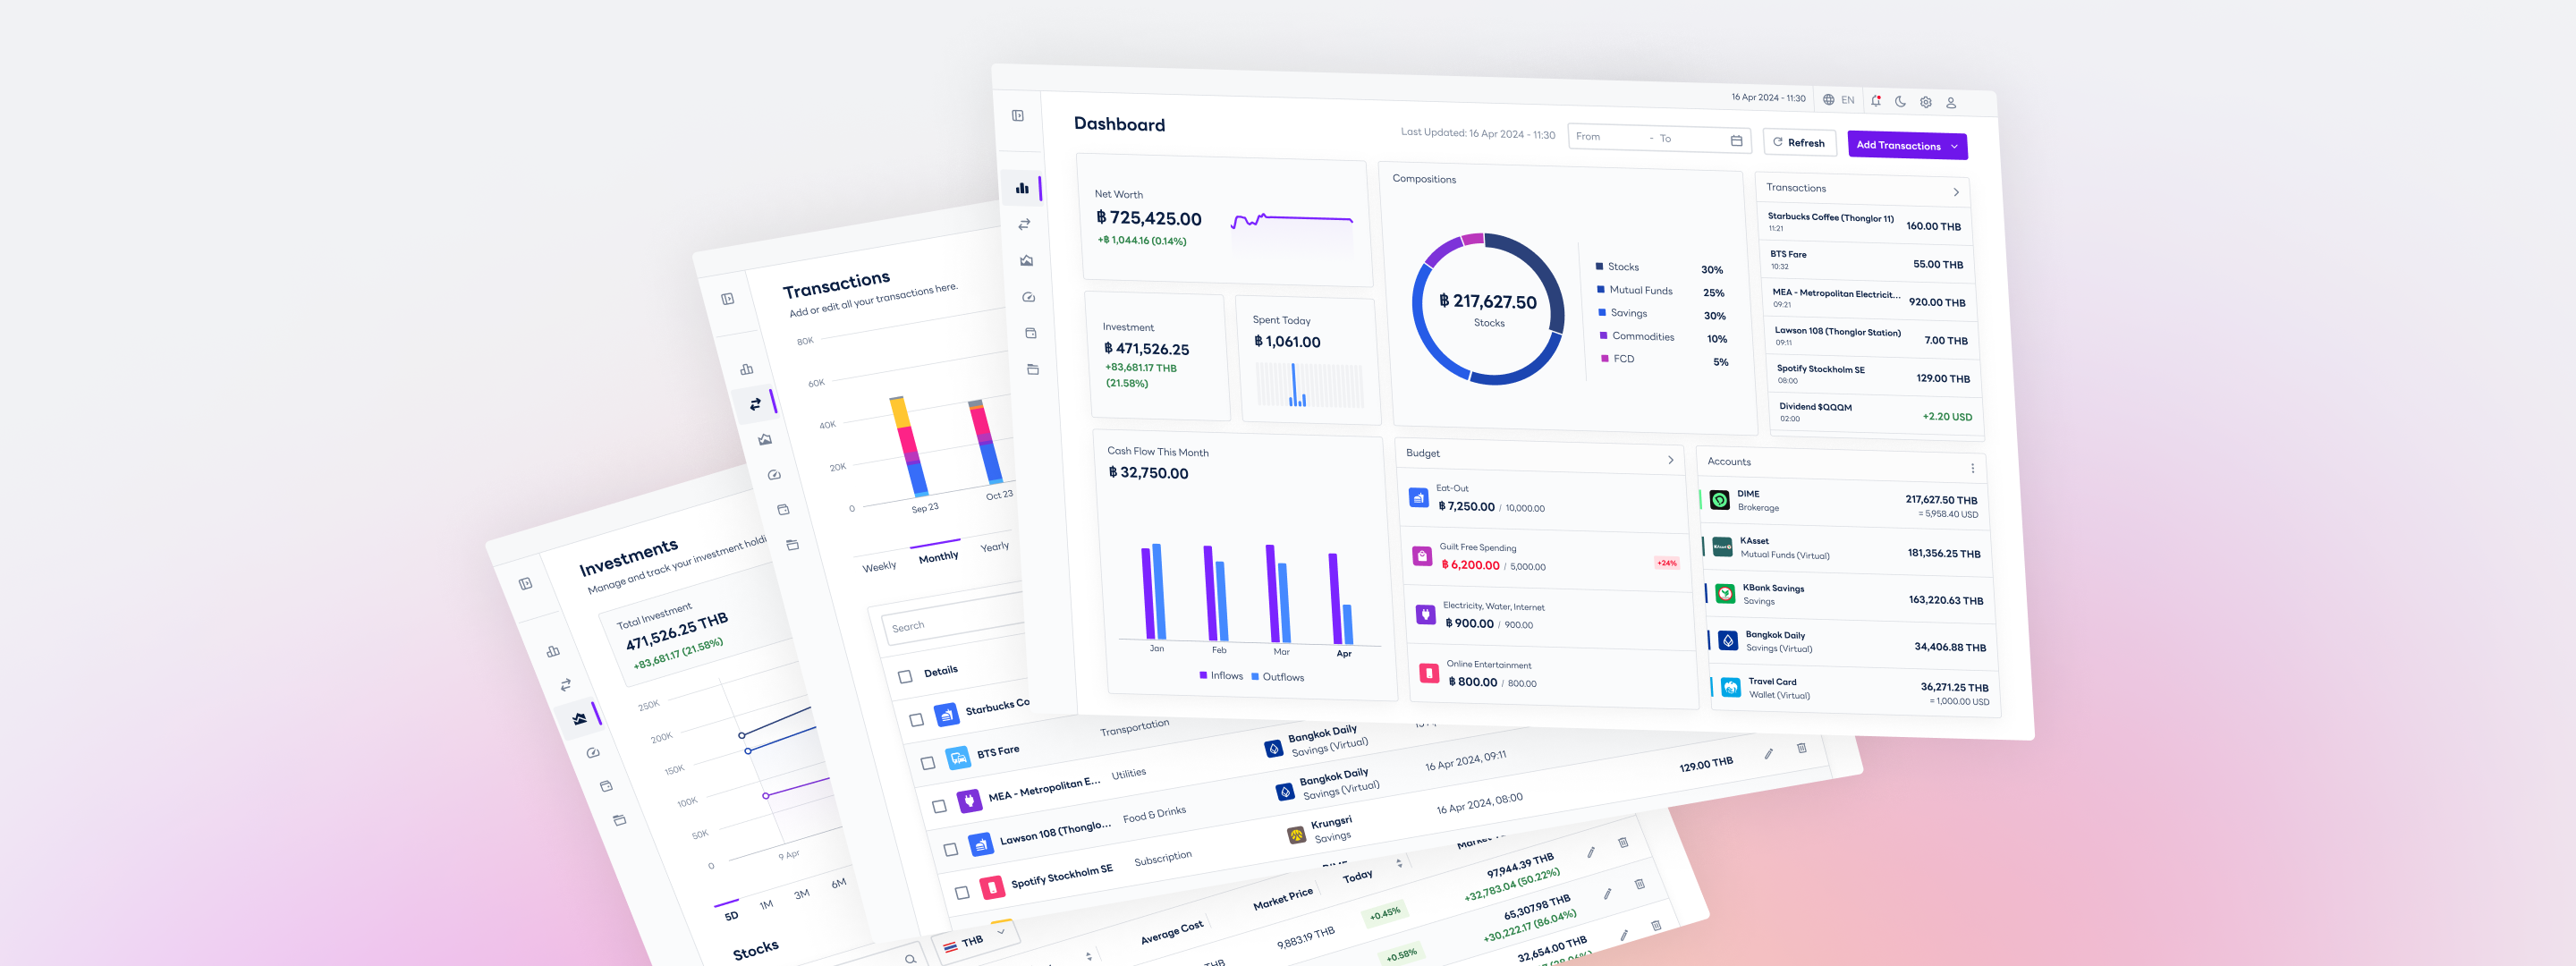 16 Apr 2024 - 11:30
EN
Dashboard
Last Updated: 16 Apr 2024 - 11:30
From - To
Refresh
Add Transactions
Net Worth
฿ 725,425.00
+฿ 1,044.16 (0.14%)
Investment
฿ 471,526.25
+83,681.17 THB
(21.58%)
Spent Today
฿ 1,061.00
Compositions
฿ 217,627.50
Stocks
Stocks 30%
Mutual Funds 25%
Savings 30%
Commodities 10%
FCD 5%
Transactions
Starbucks Coffee (Thonglor 11) 160.00 THB
11:21
BTS Fare 55.00 THB
10:32
MEA - Metropolitan Electricit... 920.00 THB
09:21
Lawson 108 (Thonglor Station) 7.00 THB
09:11
Spotify Stockholm SE 129.00 THB
08:00
Dividend $QQQM +2.20 USD
02:00
Cash Flow This Month
฿ 32,750.00
Jan Feb Mar Apr
Inflows Outflows
Budget
Eat-Out
฿ 7,250.00 / 10,000.00
Guilt Free Spending
฿ 6,200.00 / 5,000.00
+24%
Electricity, Water, Internet
฿ 900.00 / 900.00
Online Entertainment
฿ 800.00 / 800.00
Accounts
DIME 217,627.50 THB
Brokerage = 5,958.40 USD
KAsset
Mutual Funds (Virtual) 181,356.25 THB
KBank Savings
Savings 163,220.63 THB
Bangkok Daily
Savings (Virtual) 34,406.88 THB
Travel Card 36,271.25 THB
Wallet (Virtual) = 1,000.00 USD
Transactions
Add or edit all your transactions here.
80K
60K
40K
20K
0
Sep 23 Oct 23
Weekly Monthly Yearly
Search
Details
Starbucks Co
BTS Fare Transportation
Bangkok Daily
Savings (Virtual)
MEA - Metropolitan E... Utilities
Bangkok Daily
Savings (Virtual)
16 Apr 2024, 09:11
Lawson 108 (Thonglo... Food & Drinks
Krungsri
Savings
16 Apr 2024, 08:00
129.00 THB
Spotify Stockholm SE Subscription
Investments
Manage and track your investment holdi
Total Investment
471,526.25 THB
+83,681.17 (21.58%)
250K
200K
150K
100K
50K
0
9 Apr
5D 1M 3M 6M
Stocks
THB
Average Cost
Market Price
Today
9,883.19 THB
+0.45%
97,944.39 THB
+32,783.04 (50.22%)
THB
+0.58%
65,307.98 THB
+30,222.17 (86.04%)
32,654.00 THB